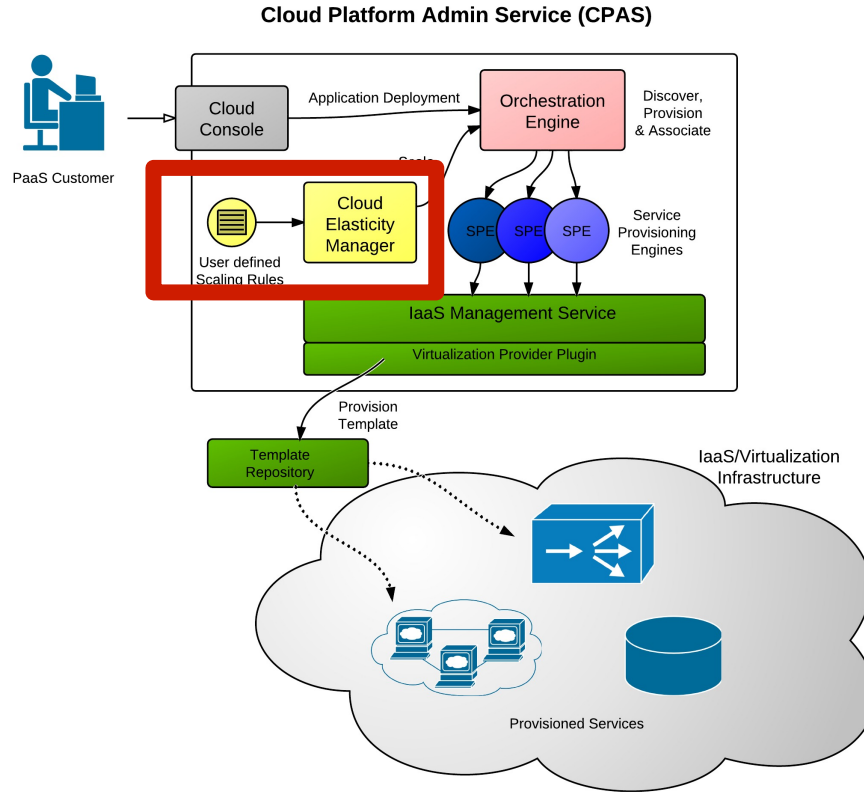 Cloud Platform Admin Service (CPAS)
PaaS Customer
Cloud
Console
Application Deployment
Orchestration
Engine
Discover,
Provision
& Associate
Scale
User defined
Scaling Rules
Cloud
Elasticity
Manager
SPE
SPE
SPE
Service
Provisioning
Engines
IaaS Management Service
Virtualization Provider Plugin
Provision
Template
Template
Repository
IaaS/Virtualization
Infrastructure
Provisioned Services